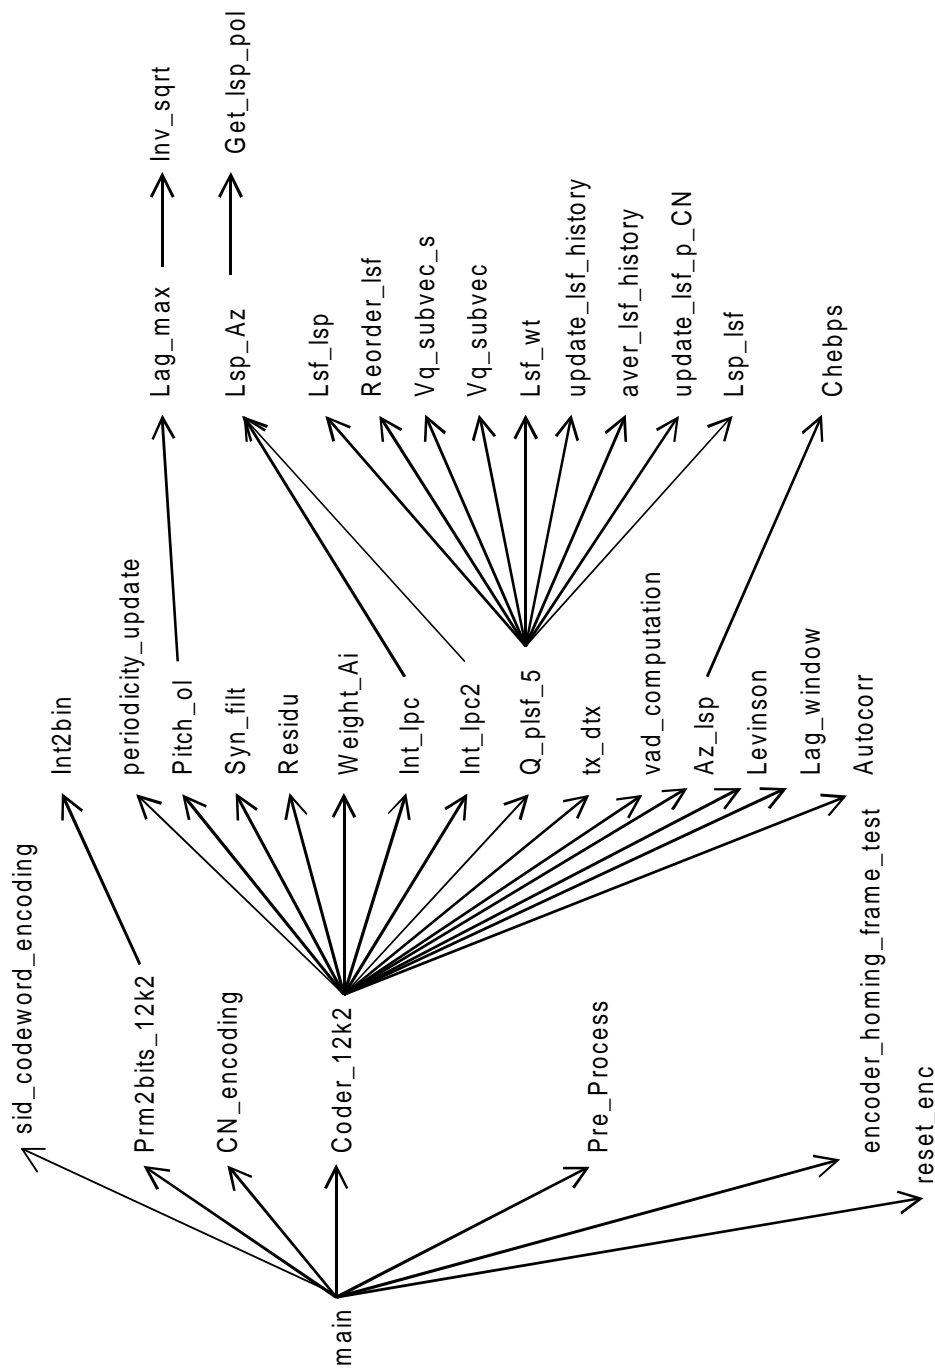 main
sid_codeword_encoding
Prm2bits_12k2
CN_encoding
Coder_12k2
Pre_Process
encoder_homing_frame_test
reset_enc
Int2bin
periodicity_update
Pitch_ol
Syn_filt
Residu
Weight_Ai
Int_lpc
Int_lpc2
Q_plsf_5
tx_dtx
vad_computation
Az_lsp
Levinson
Lag_window
Autocorr
Lag_max
Lsp_Az
Lsf_lsp
Reorder_lsf
Vq_subvec_s
Vq_subvec
Lsf_wt
update_lsf_history
aver_lsf_history
update_lsf_p_CN
Lsp_lsf
Chebps
Inv_sqrt
Get_lsp_pol